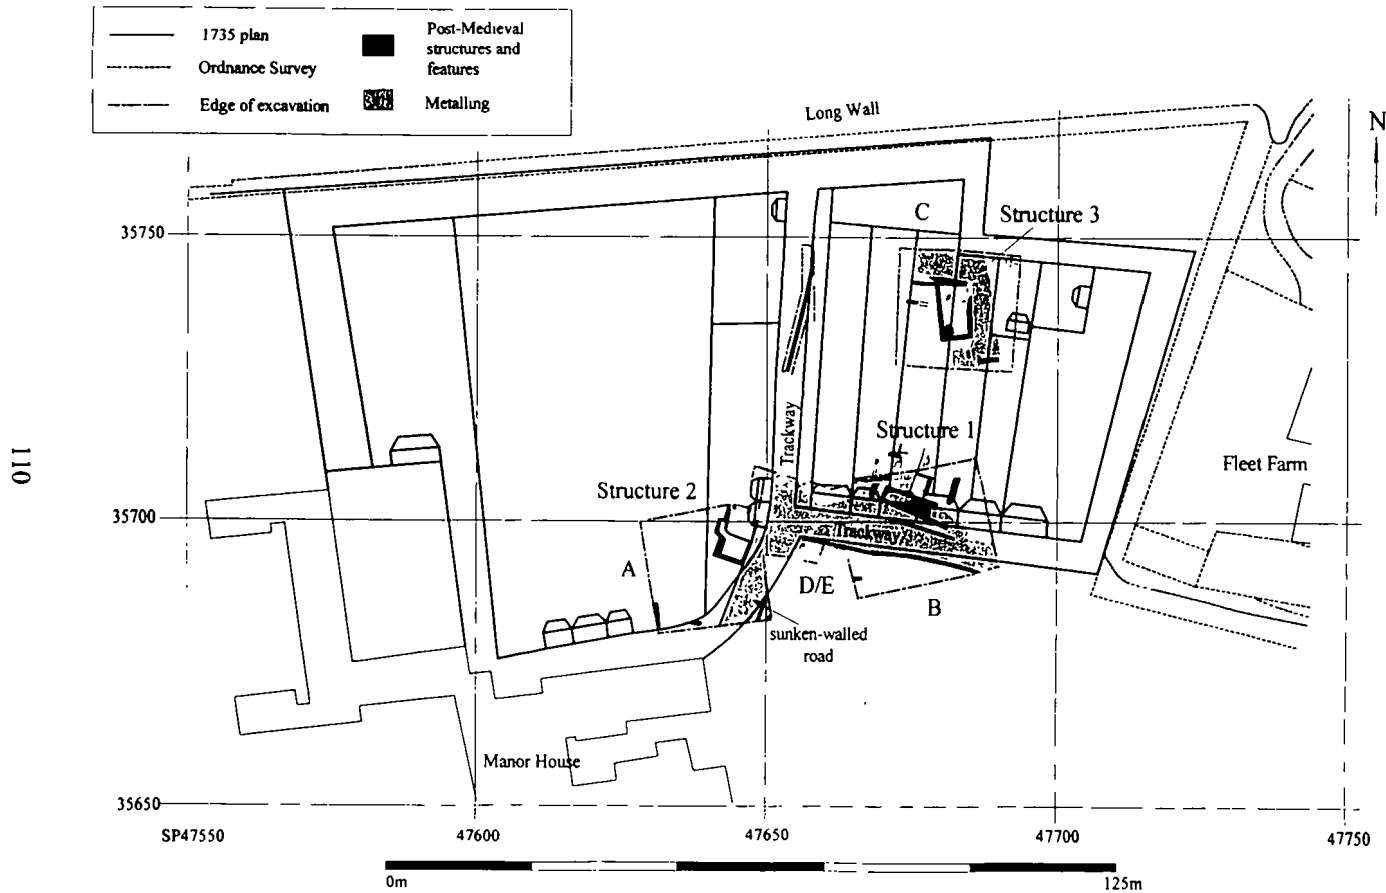 1735 plan
Ordnance Survey
Edge of excavation
Post-Medieval
structures and
features
Metalling
Long Wall
N
C
Structure 3
35750
Trackway
Structure 1
Fleet Farm
110
Structure 2
35700
Trackway
A
D/E
B
sunken-walled
road
Manor House
35650
SP47550
47600
47650
47700
47750
0m
125m